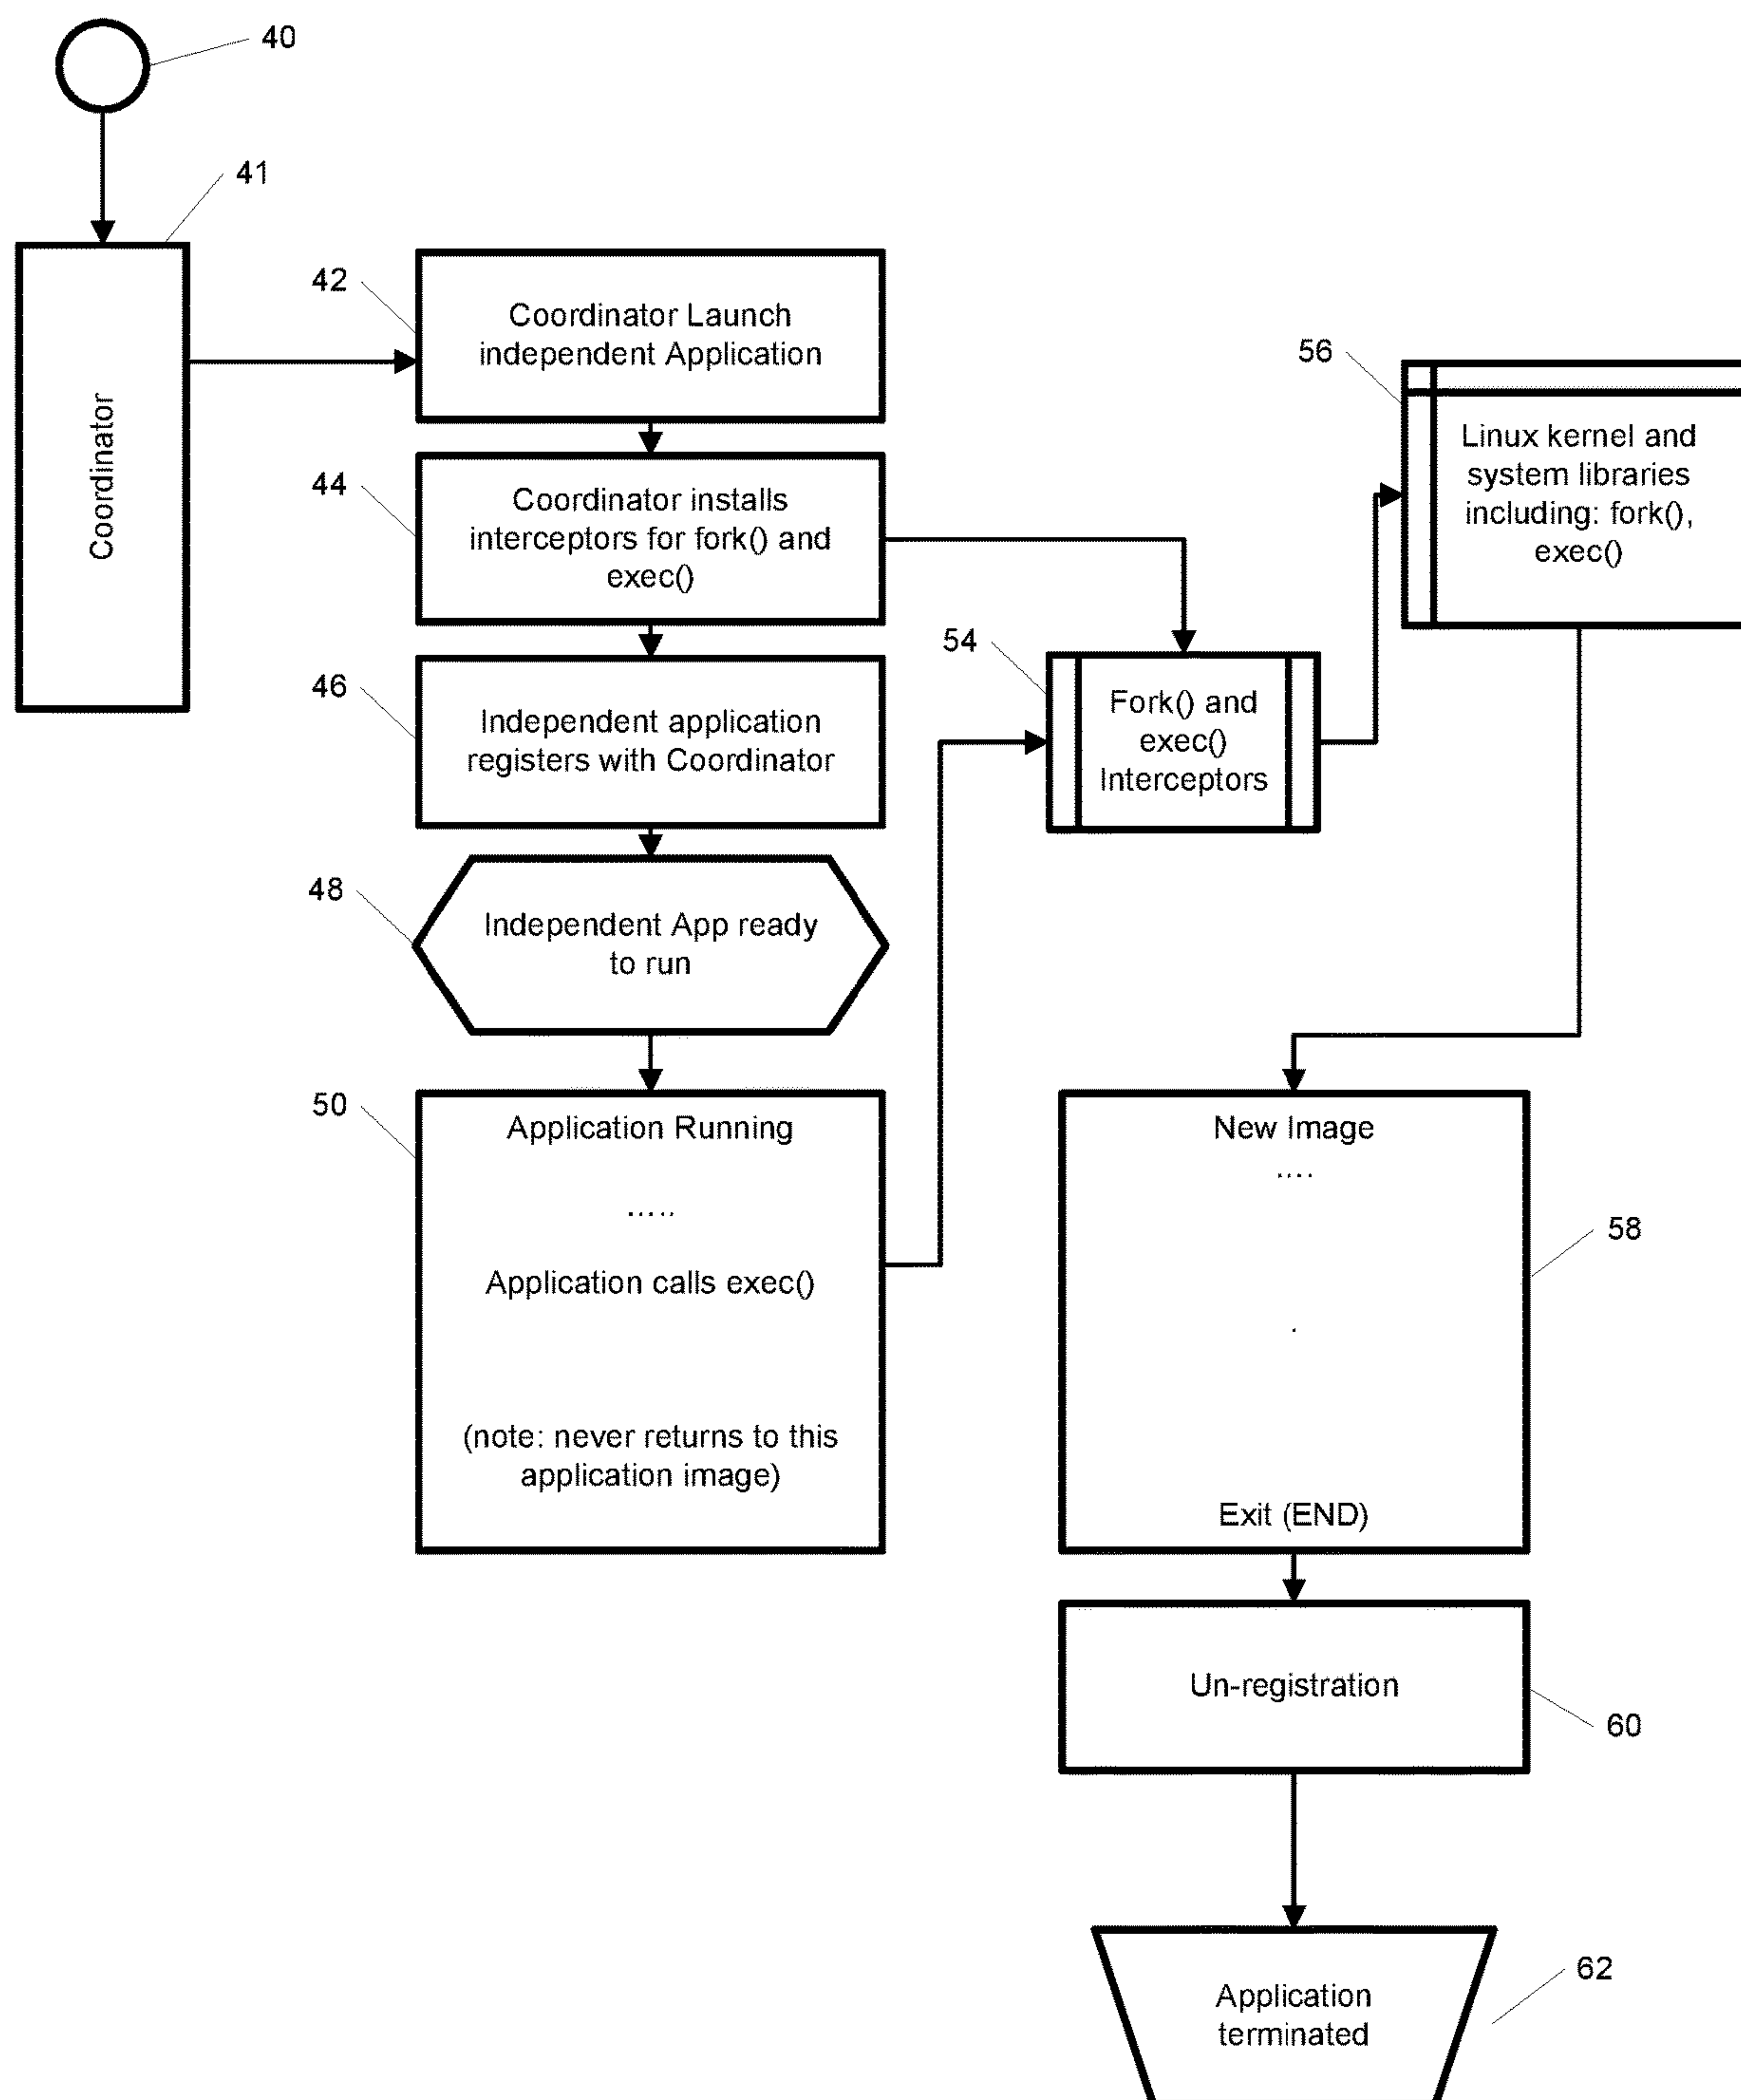 40
41
Coordinator
42
Coordinator Launch
independent Application
44
Coordinator installs
interceptors for fork() and
exec()
46
Independent application
registers with Coordinator
48
Independent App ready
to run
50
Application Running
.....
Application calls exec()
(note: never returns to this
application image)
54
Fork() and
exec()
Interceptors
56
Linux kernel and
system libraries
including: fork(),
exec()
58
New Image
....
.
Exit (END)
60
Un-registration
62
Application
terminated